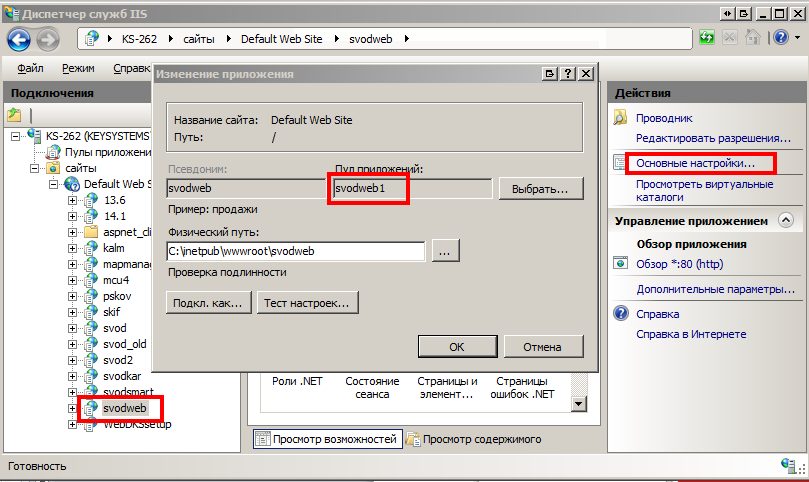 Диспетчер служб IIS
KS-262
сайты
Default Web Site
svodweb
Файл Режим Справка
Подключения
KS-262 (KEYSYSTEMS
Пулы приложени
сайты
Default Web S
13.6
14.1
aspnet_cli
kalm
mapmanag
mcu4
pskov
skif
svod
svod_old
svod2
svodkar
svodsmart
svodweb
WebDKSsetup
Изменение приложения
Название сайта: Default Web Site
Путь: /
Псевдоним: Пул приложений:
svodweb svodweb1 Выбрать...
Пример: продажи
Физический путь:
C:\inetpub\wwwroot\svodweb ...
Проверка подлинности
Подкл. как... Тест настроек...
OK Отмена
Роли .NET Состояние сеанса Страницы и элемент... Страницы ошибок .NET
Просмотр возможностей Просмотр содержимого
Действия
Проводник
Редактировать разрешения...
Основные настройки...
Просмотреть виртуальные
каталоги
Управление приложением
Обзор приложения
Обзор *:80 (http)
Дополнительные параметры...
Справка
Справка в Интернете
Готовность